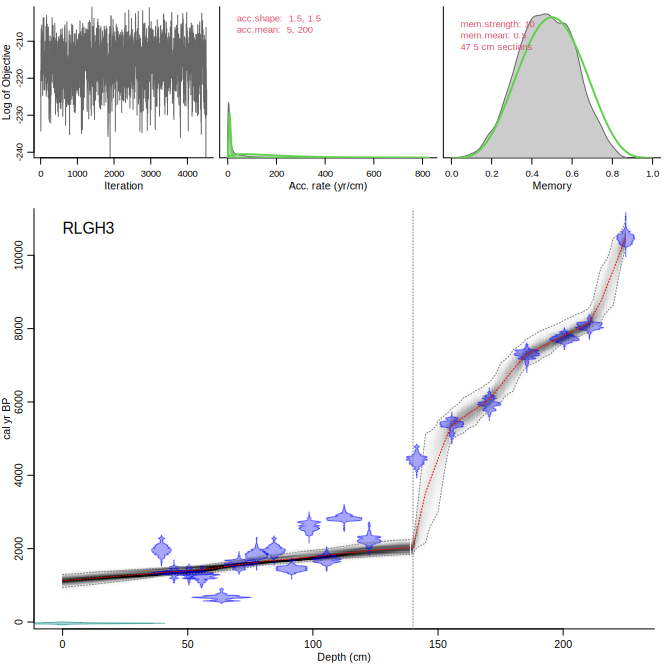 acc.shape: 1.5, 1.5
acc.mean: 5, 200
mem.strength: 10
mem.mean: 0.5
47 5 cm sections
Log of Objective
-210
-220
-230
-240
0 1000 2000 3000 4000
Iteration
0 200 400 600 800
Acc. rate (yr/cm)
0.0 0.2 0.4 0.6 0.8 1.0
Memory
RLGH3
cal yr BP
10000
8000
6000
4000
2000
0
0 50 100 150 200
Depth (cm)